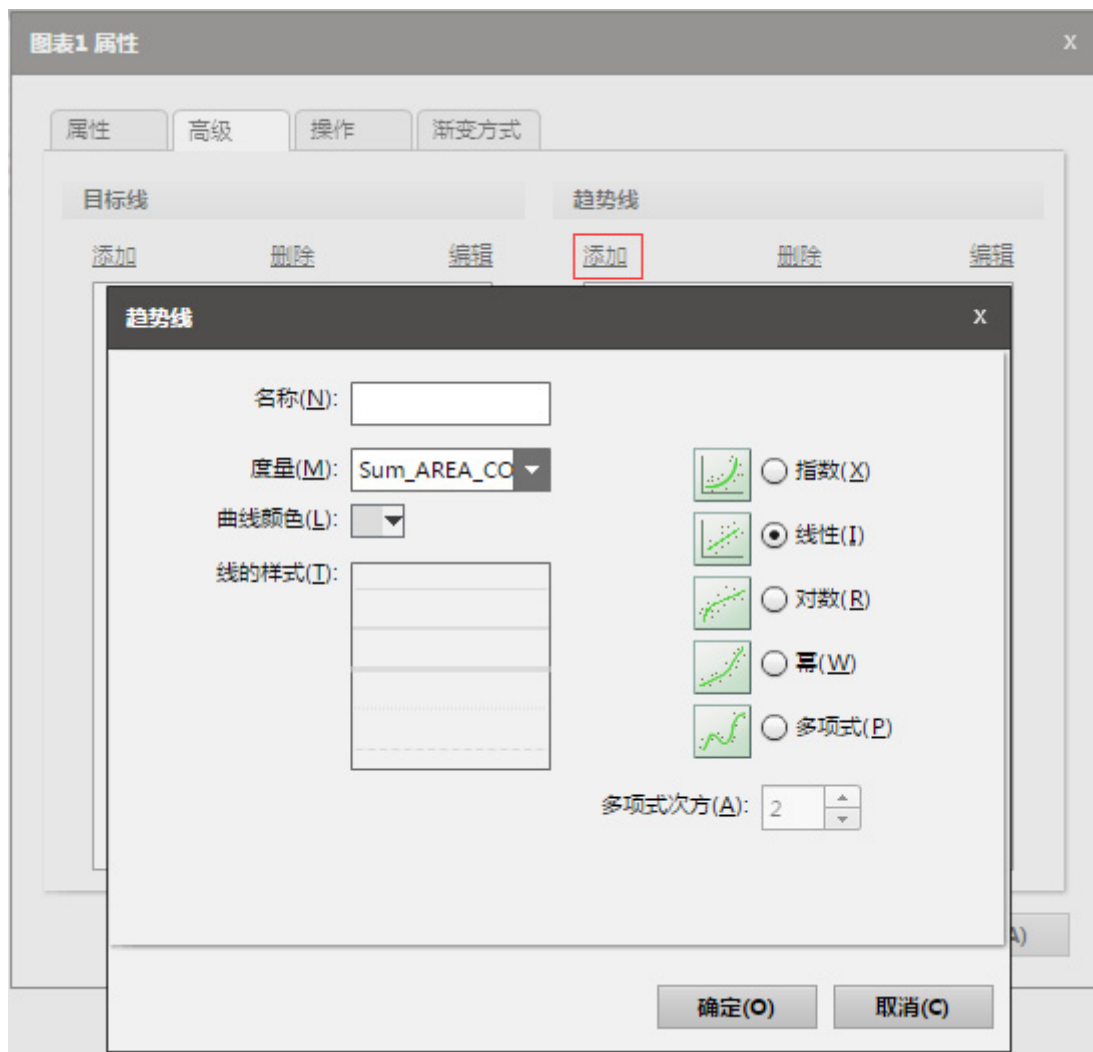 图表1 属性 x
属性 高级 操作 渐变方式
目标线 趋势线
添加 删除 编辑 添加 删除 编辑
趋势线 x
名称(N):
度量(M): Sum_AREA_CO
指数(X)
曲线颜色(L):
线性(I)
线的样式(T):
对数(R)
幂(W)
多项式(P)
多项式次方(A): 2
A)
确定(O) 取消(C)